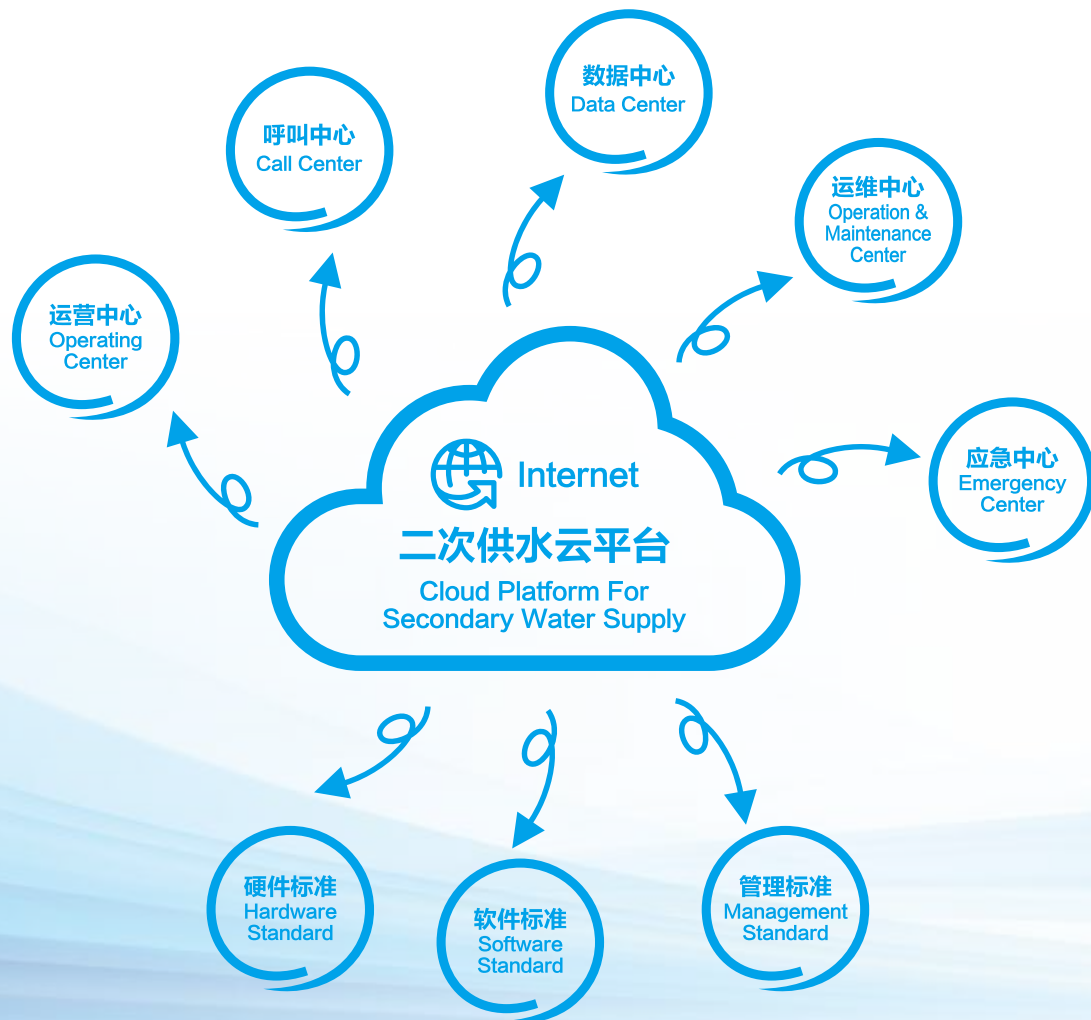 数据中心
Data Center
呼叫中心
Call Center
运维中心
Operation &
Maintenance
Center
运营中心
Operating
Center
应急中心
Emergency
Center
Internet
二次供水云平台
Cloud Platform For
Secondary Water Supply
硬件标准
Hardware
Standard
软件标准
Software
Standard
管理标准
Management
Standard